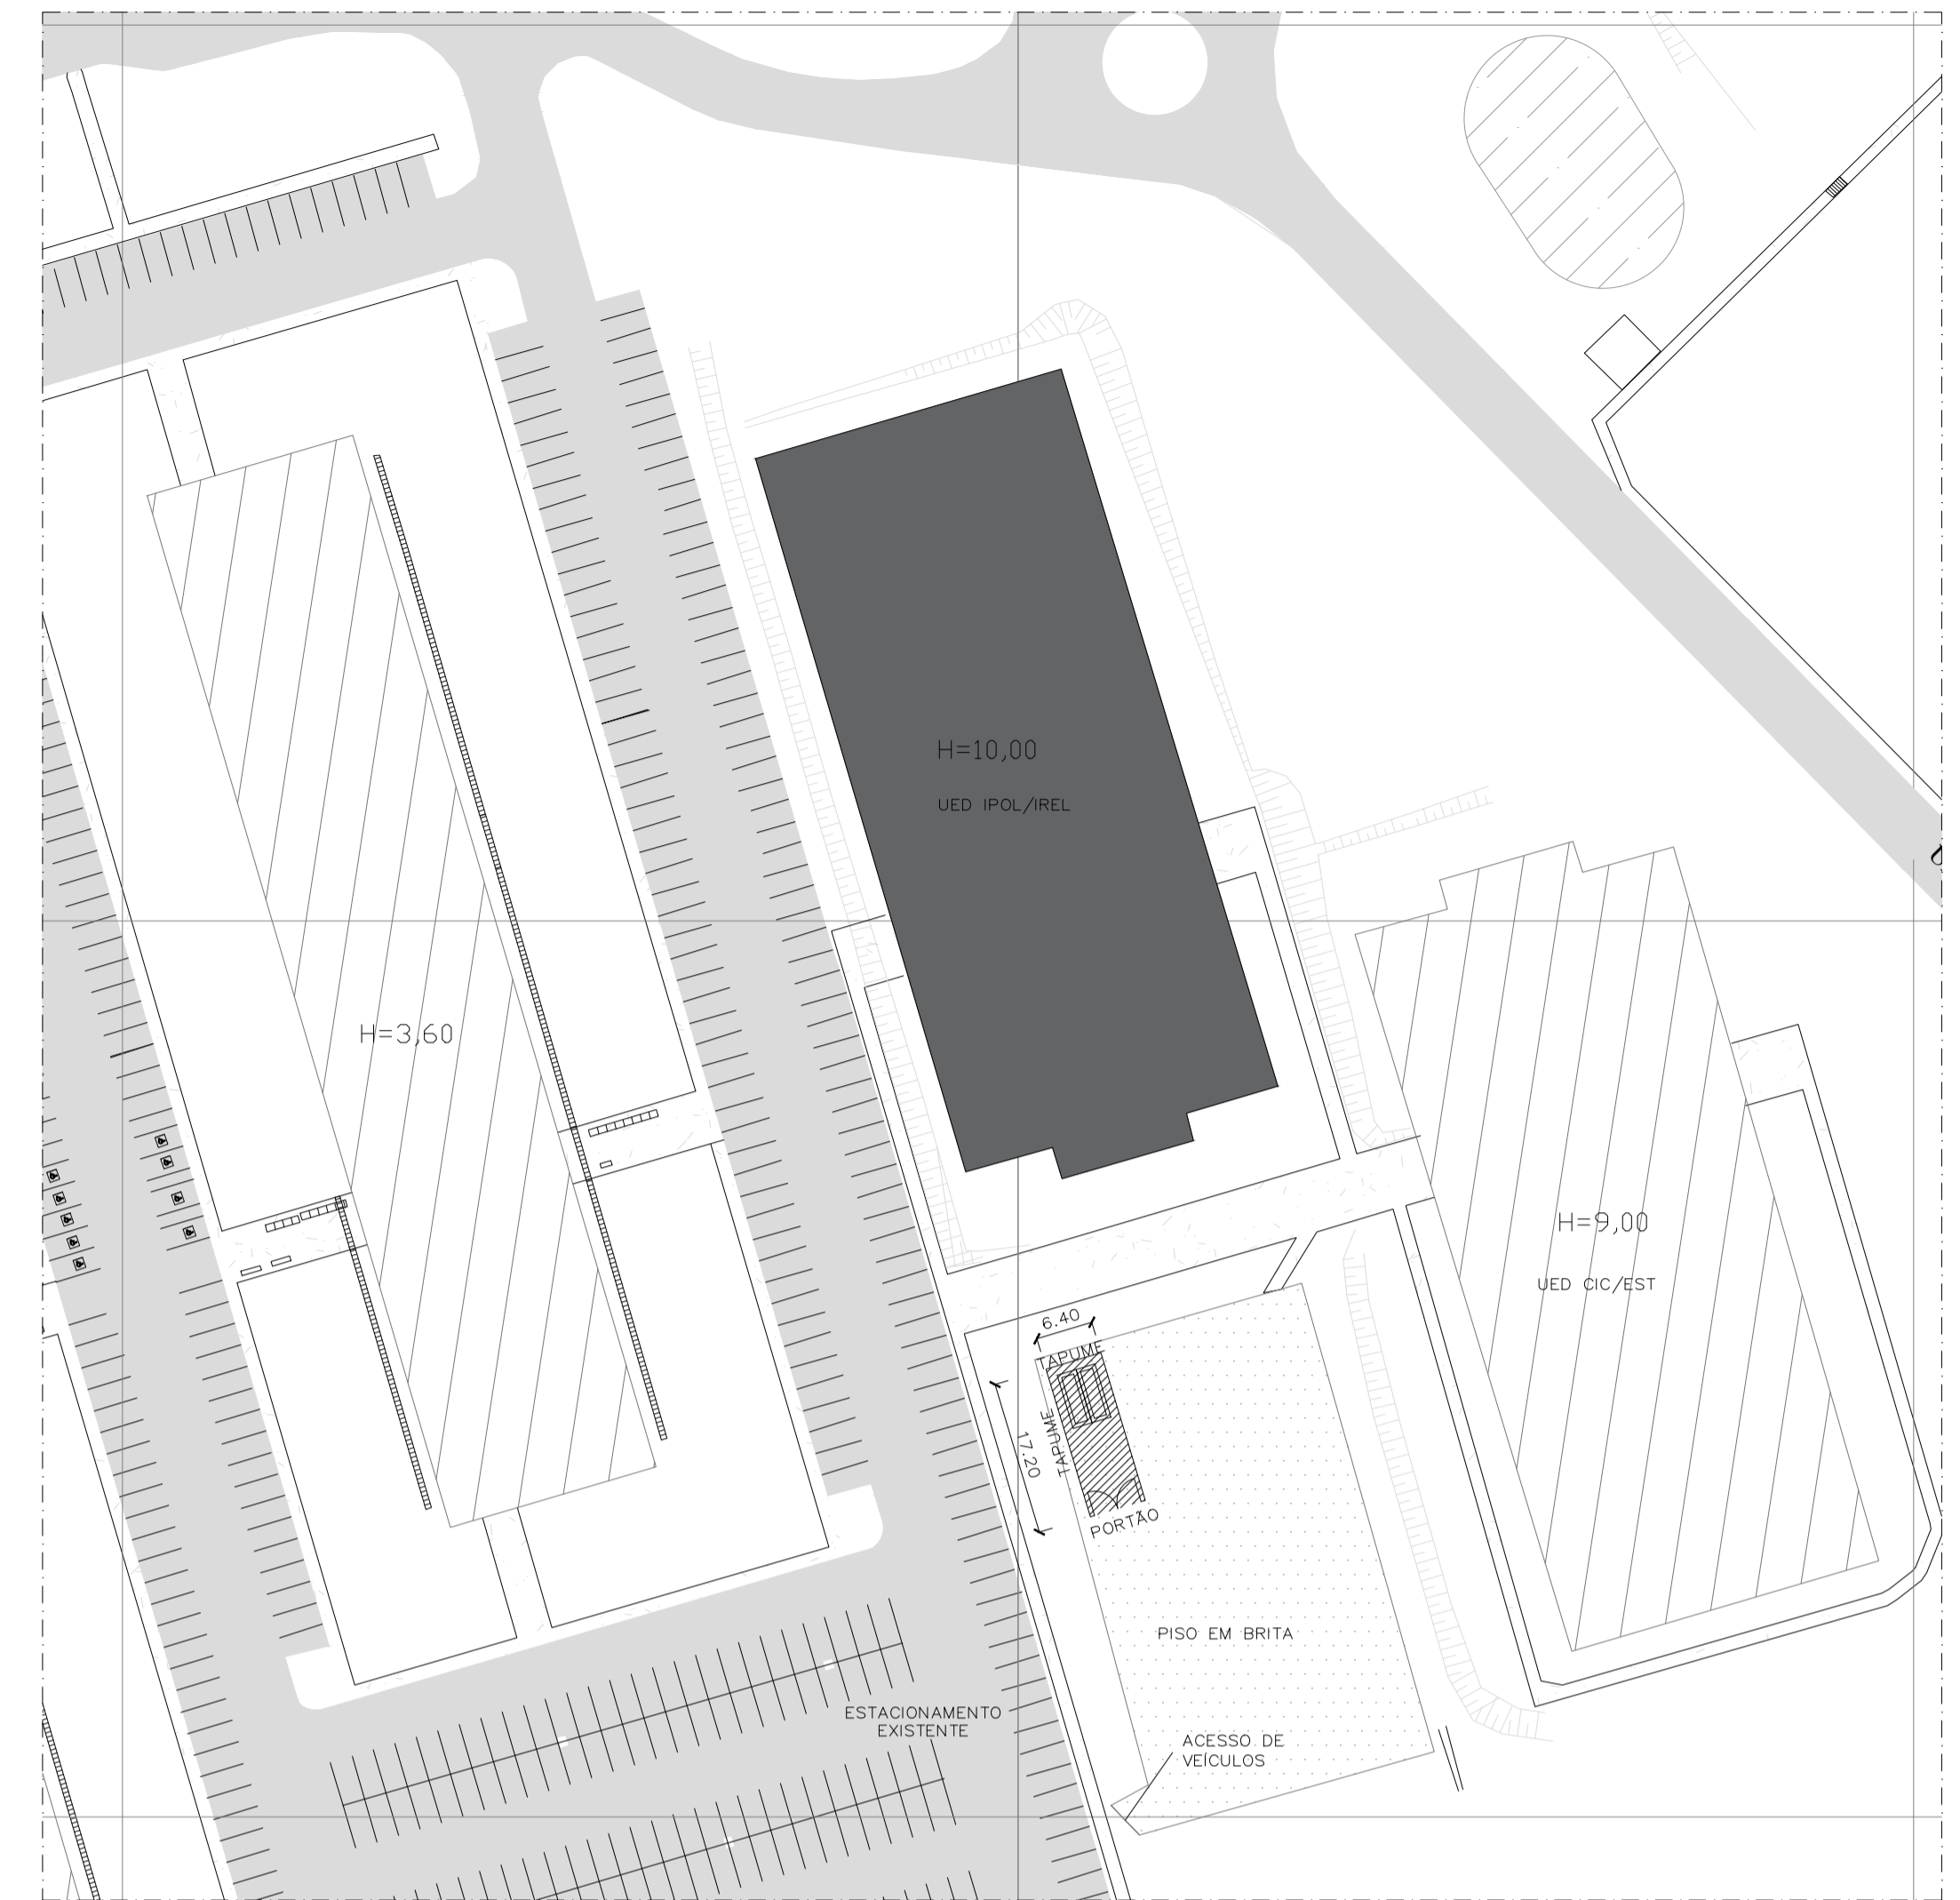 H=10,00
UED IPOL/IREL
H=3,60
H=9,00
UED CIC/EST
6.40
TAPUME
TAPUME
17.20
PORTÃO
PISO EM BRITA
ESTACIONAMENTO
EXISTENTE
ACESSO DE
VEÍCULOS